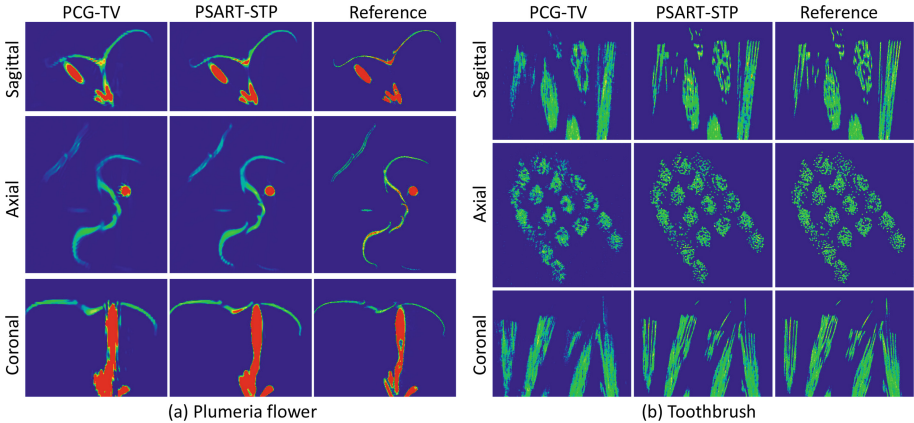 PCG-TV PSART-STP Reference
Sagittal
Axial
Coronal
(a) Plumeria flower
PCG-TV PSART-STP Reference
Sagittal
Axial
Coronal
(b) Toothbrush